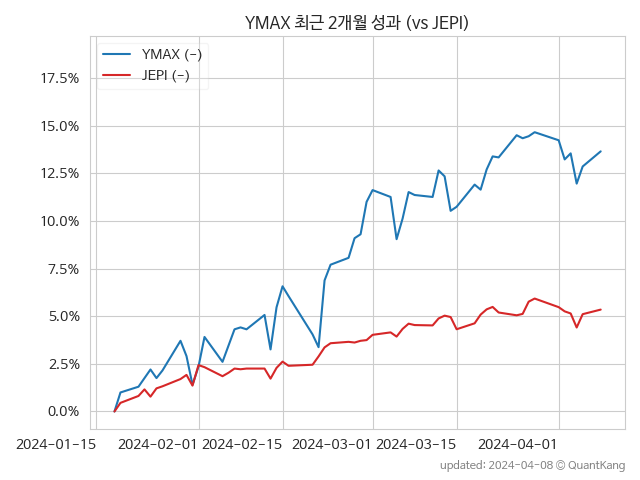 YMAX 최근 2개월 성과 (vs JEPI)
YMAX (-)
JEPI (-)
17.5%
15.0%
12.5%
10.0%
7.5%
5.0%
2.5%
0.0%
2024-01-15 2024-02-01 2024-02-15 2024-03-01 2024-03-15 2024-04-01
updated: 2024-04-08 © QuantKang